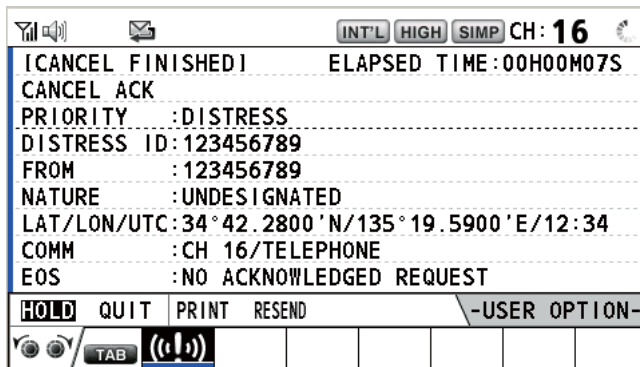 INT'L HIGH SIMP CH: 16
[CANCEL FINISHED] ELAPSED TIME:00H00M07S
CANCEL ACK
PRIORITY :DISTRESS
DISTRESS ID:123456789
FROM :123456789
NATURE :UNDESIGNATED
LAT/LON/UTC:34°42.2800'N/135°19.5900'E/12:34
COMM :CH 16/TELEPHONE
EOS :NO ACKNOWLEDGED REQUEST
HOLD QUIT PRINT RESEND -USER OPTION-
TAB